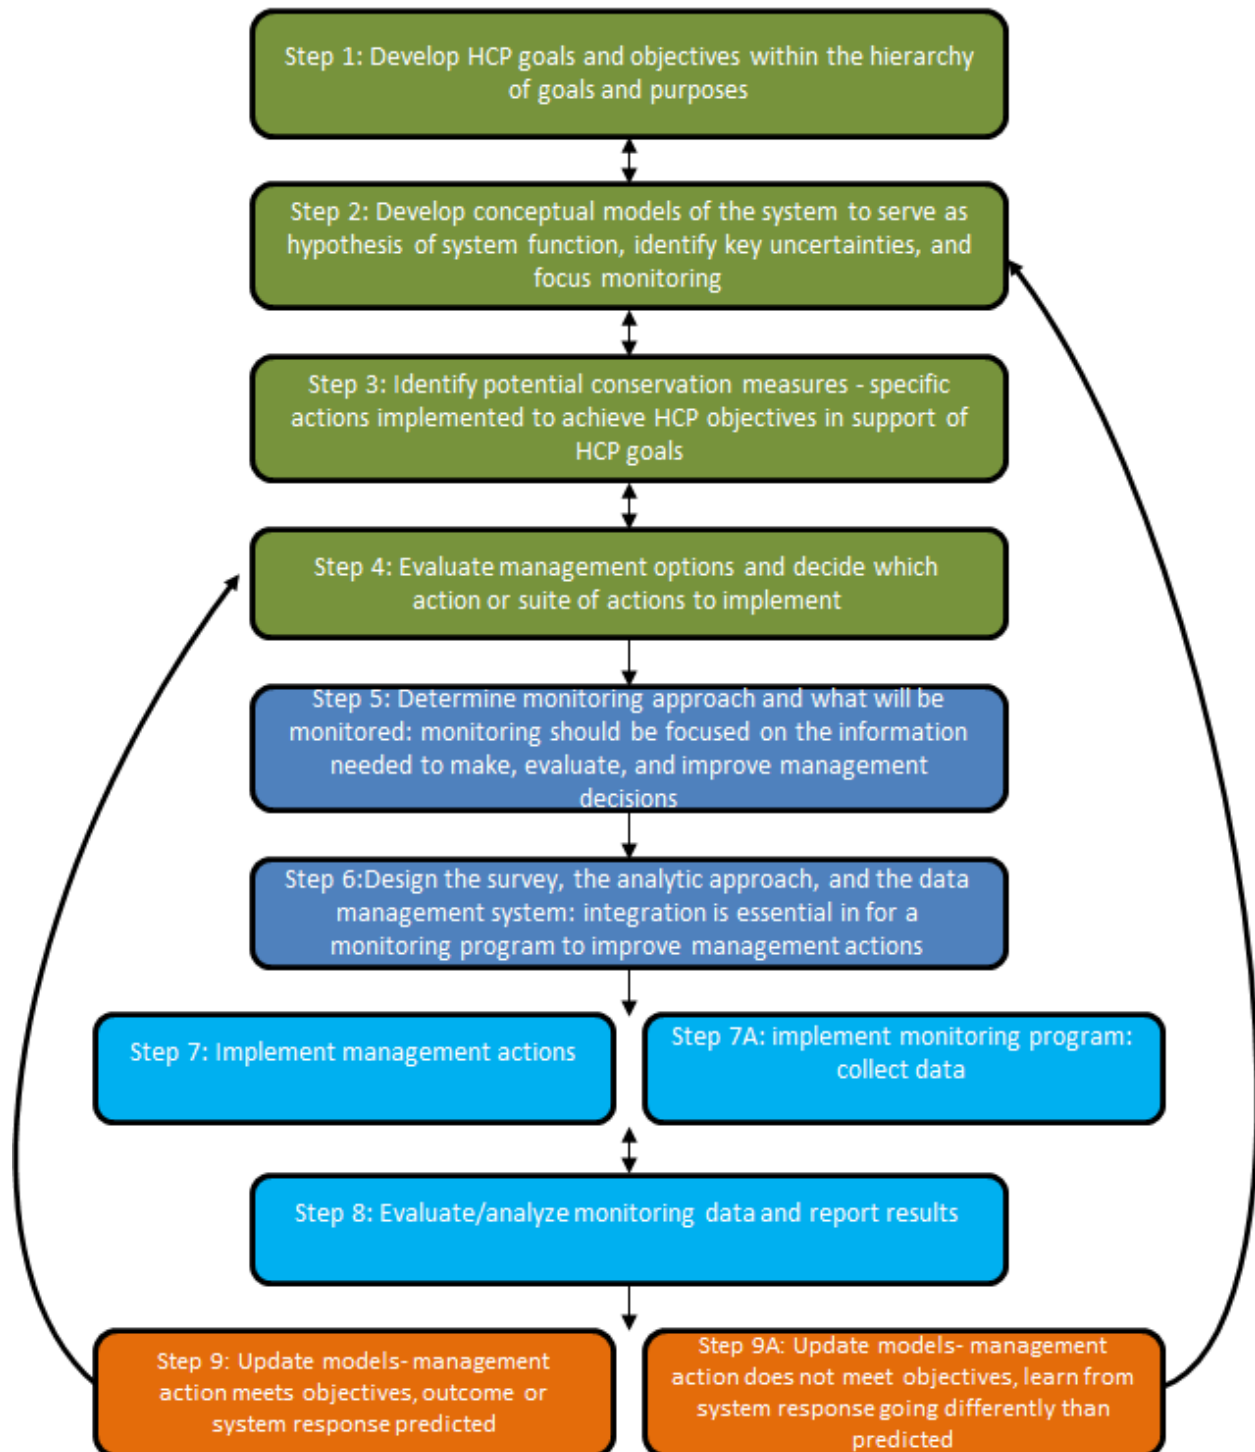 Step 1: Develop HCP goals and objectives within the hierarchy
of goals and purposes
Step 2: Develop conceptual models of the system to serve as
hypothesis of system function, identify key uncertainties, and
focus monitoring
Step 3: Identify potential conservation measures - specific
actions implemented to achieve HCP objectives in support of
HCP goals
Step 4: Evaluate management options and decide which
action or suite of actions to implement
Step 5: Determine monitoring approach and what will be
monitored: monitoring should be focused on the information
needed to make, evaluate, and improve management
decisions
Step 6:Design the survey, the analytic approach, and the data
management system: integration is essential in for a
monitoring program to improve management actions
Step 7: Implement management actions
Step 7A: implement monitoring program:
collect data
Step 8: Evaluate/analyze monitoring data and report results
Step 9: Update models- management
action meets objectives, outcome or
system response predicted
Step 9A: Update models- management
action does not meet objectives, learn from
system response going differently than
predicted